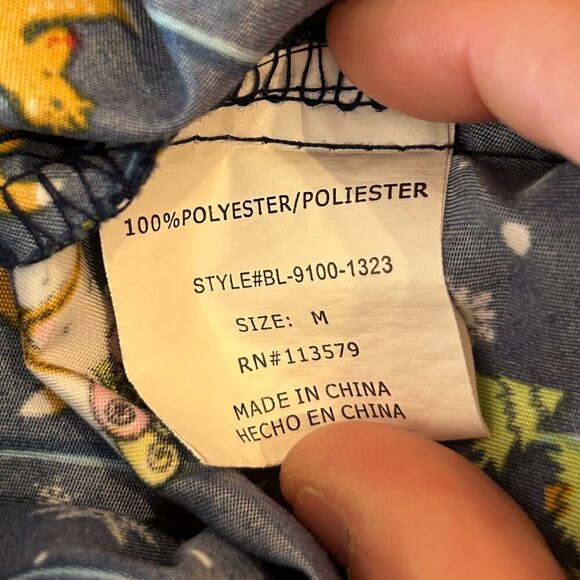 100%POLYESTER/POLIESTER
STYLE#BL-9100-1323
SIZE: M
RN#113579
MADE IN CHINA
HECHO EN CHINA